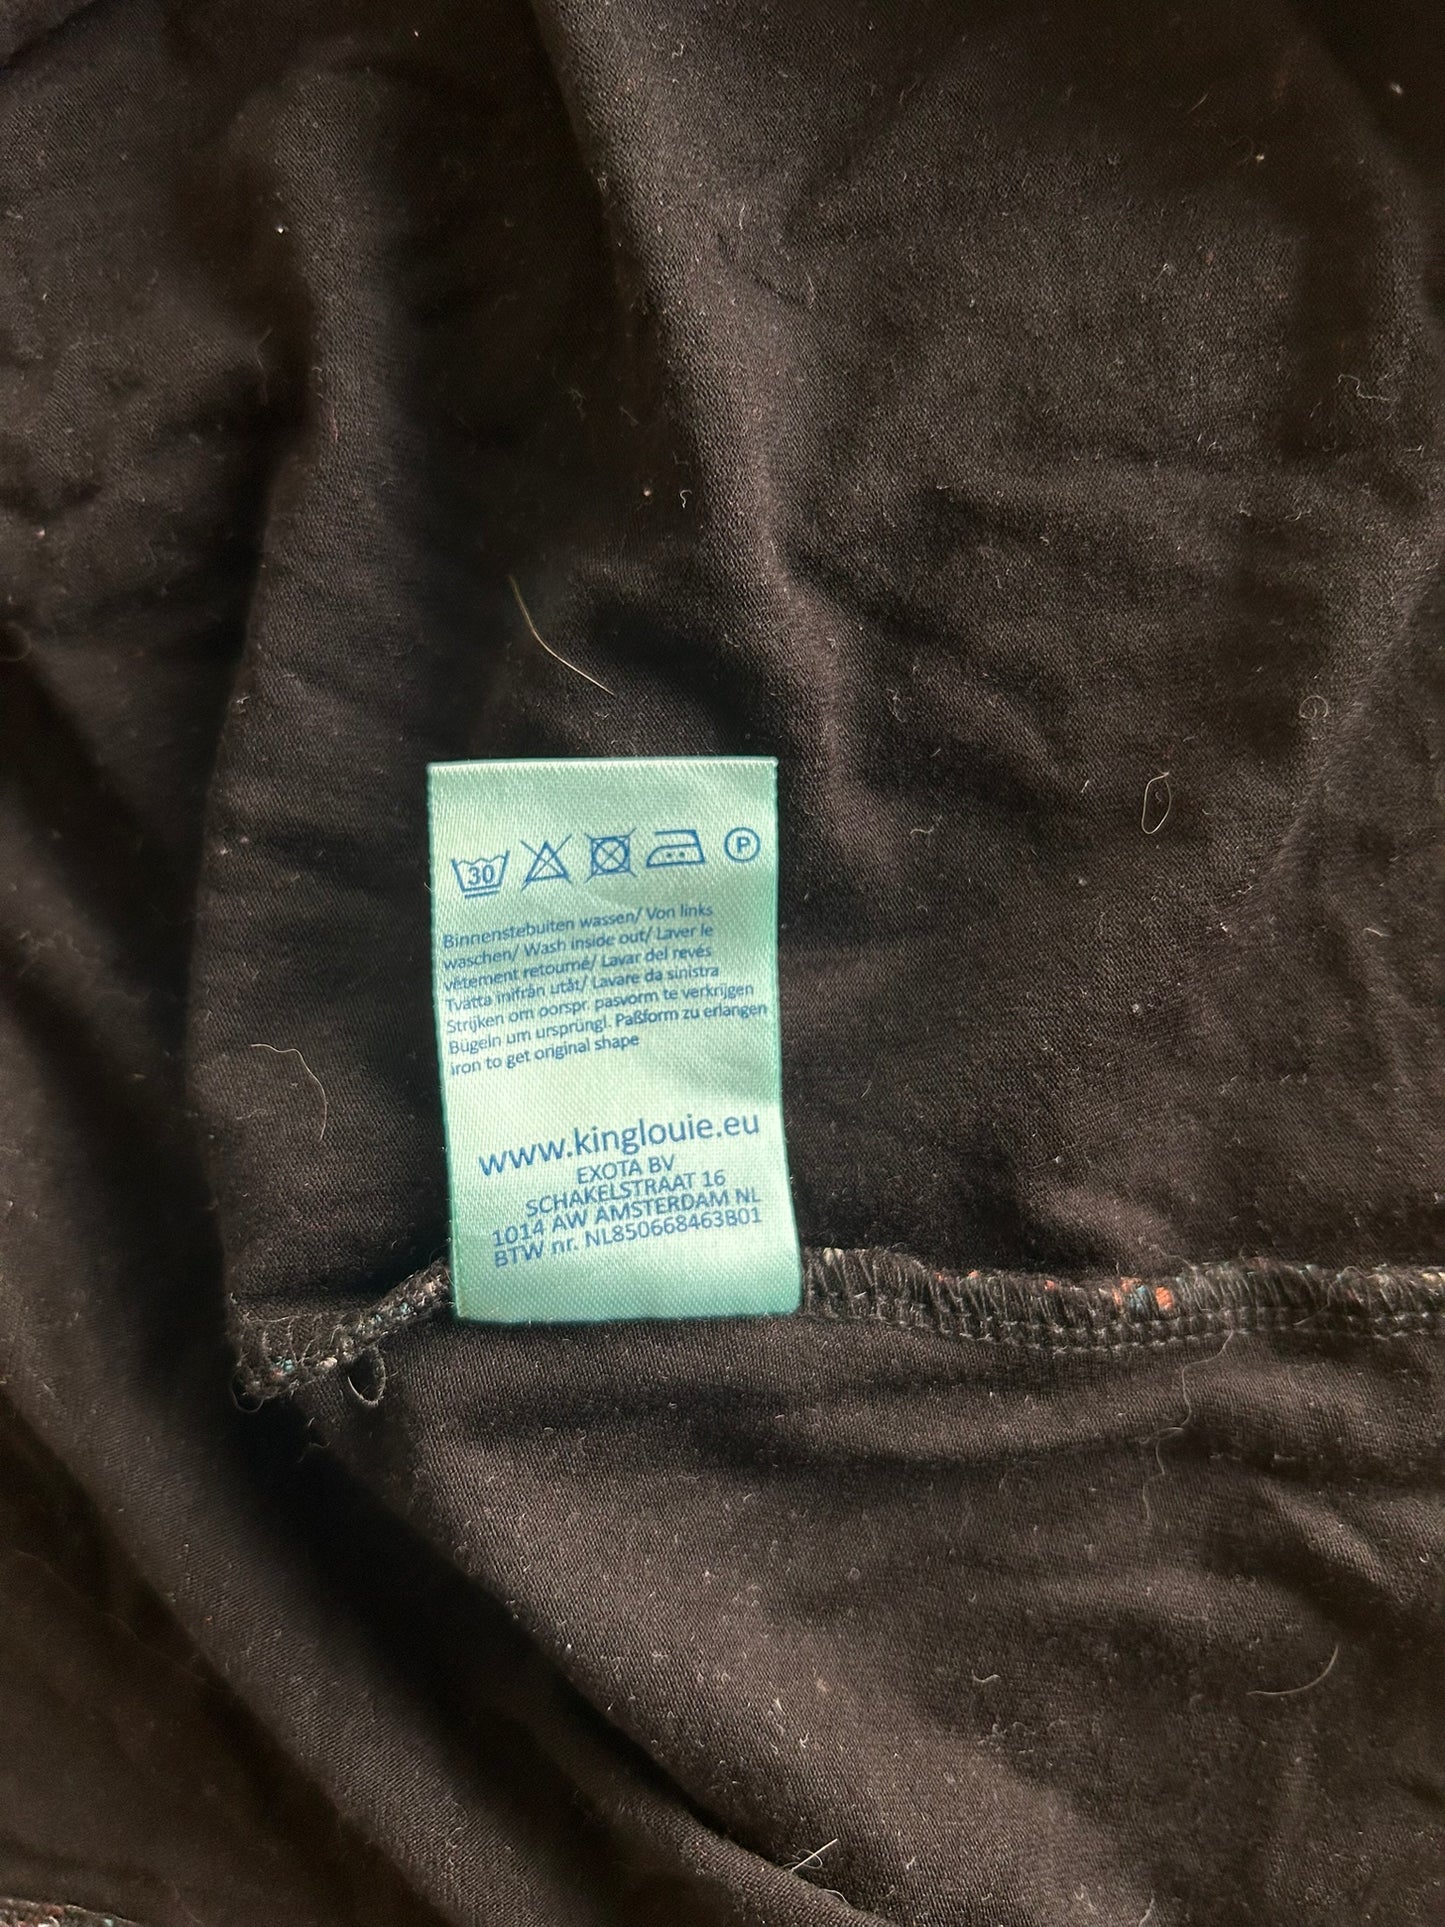 30 P
Binnenstebuiten wassen/ Von links
waschen/ Wash inside out/ Laver le
vêtement retourné/ Lavar del revés
Tvätta inifrån utåt/ Lavare da sinistra
Strijken om oorspr. pasvorm te verkrijgen
Bügeln um ursprüngl. Paßform zu erlangen
Iron to get original shape
www.kinglouie.eu
EXOTA BV
SCHAKELSTRAAT 16
1014 AW AMSTERDAM NL
BTW nr. NL850668463B01